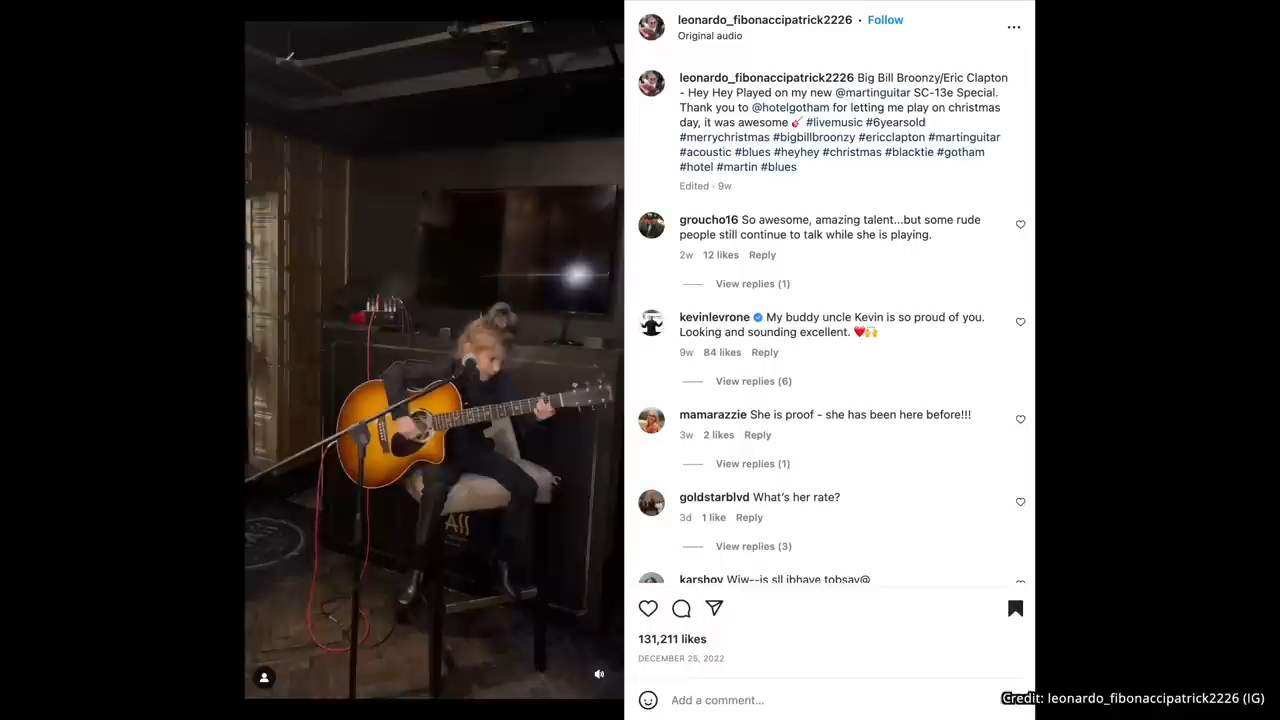 leonardo_fibonaccipatrick2226 • Follow
Original audio
leonardo_fibonaccipatrick2226 Big Bill Broonzy/Eric Clapton
- Hey Hey Played on my new @martinguitar SC-13e Special.
Thank you to @hotelgotham for letting me play on christmas
day, it was awesome 🎸 #livemusic #6yearsold
#merrychristmas #bigbillbroonzy #ericclapton #martinguitar
#acoustic #blues #heyhey #christmas #blacktie #gotham
#hotel #martin #blues
Edited · 9w
groucho16 So awesome, amazing talent...but some rude
people still continue to talk while she is playing.
2w 12 likes Reply
View replies (1)
kevinlevrone My buddy uncle Kevin is so proud of you.
Looking and sounding excellent. ❤️🙌
9w 84 likes Reply
View replies (6)
mamarazzie She is proof - she has been here before!!!
3w 2 likes Reply
View replies (1)
goldstarblvd What's her rate?
3d 1 like Reply
View replies (3)
karshoy Wiw--is sll ibhave tobsay@
131,211 likes
DECEMBER 25, 2022
Add a comment...
Credit: leonardo_fibonaccipatrick2226 (IG)